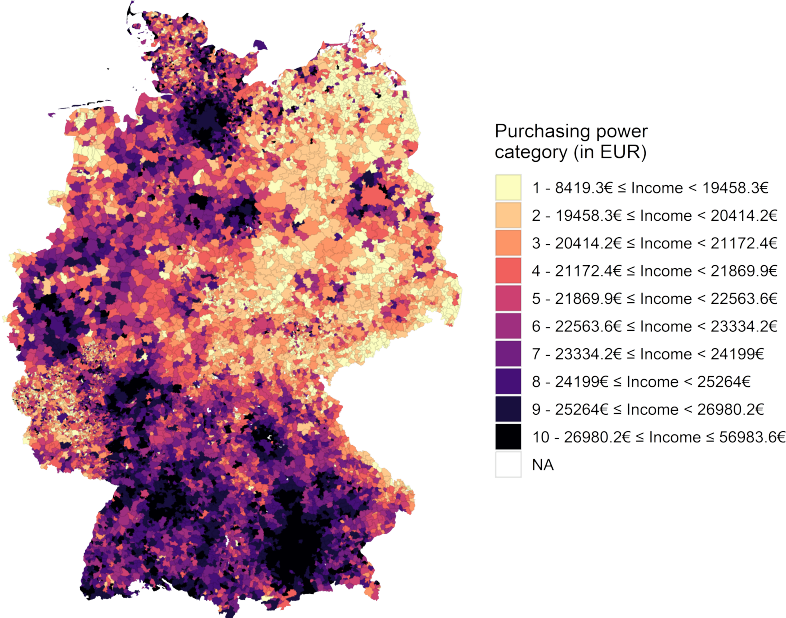 Purchasing power
category (in EUR)
1 - 8419.3€ ≤ Income < 19458.3€
2 - 19458.3€ ≤ Income < 20414.2€
3 - 20414.2€ ≤ Income < 21172.4€
4 - 21172.4€ ≤ Income < 21869.9€
5 - 21869.9€ ≤ Income < 22563.6€
6 - 22563.6€ ≤ Income < 23334.2€
7 - 23334.2€ ≤ Income < 24199€
8 - 24199€ ≤ Income < 25264€
9 - 25264€ ≤ Income < 26980.2€
10 - 26980.2€ ≤ Income ≤ 56983.6€
NA